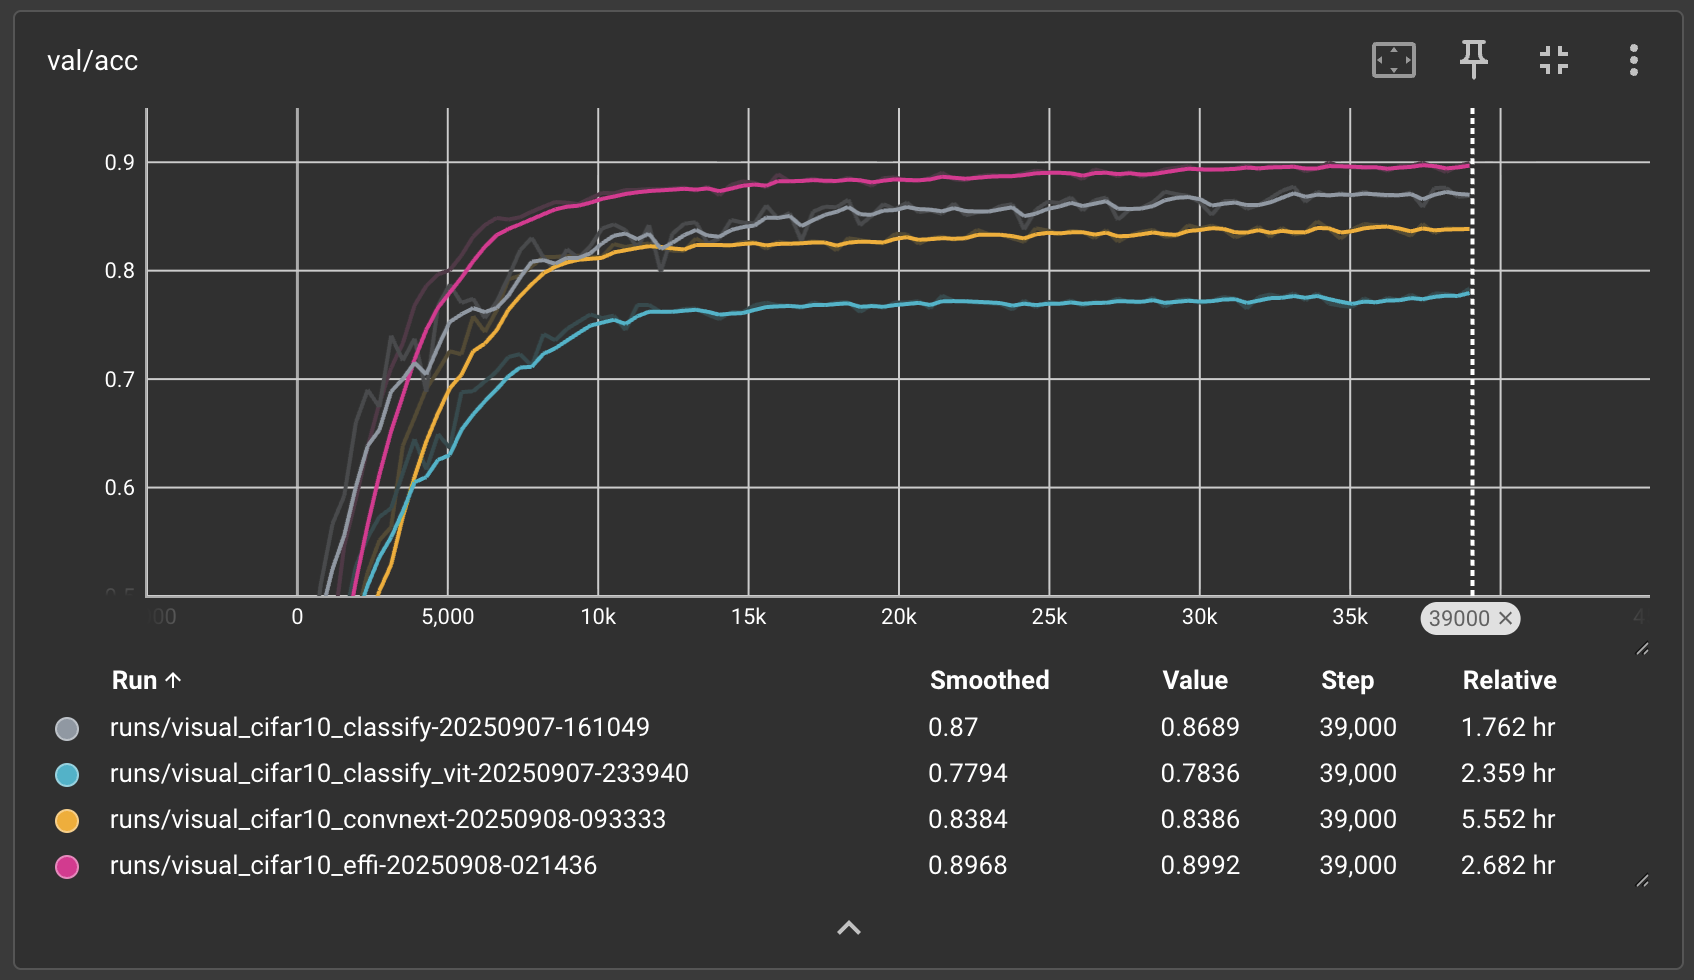 val/acc
0.9
0.8
0.7
0.6
0.5
0 5,000 10k 15k 20k 25k 30k 35k 39000 ✕
Run ↑ Smoothed Value Step Relative
runs/visual_cifar10_classify-20250907-161049 0.87 0.8689 39,000 1.762 hr
runs/visual_cifar10_classify_vit-20250907-233940 0.7794 0.7836 39,000 2.359 hr
runs/visual_cifar10_convnext-20250908-093333 0.8384 0.8386 39,000 5.552 hr
runs/visual_cifar10_effi-20250908-021436 0.8968 0.8992 39,000 2.682 hr